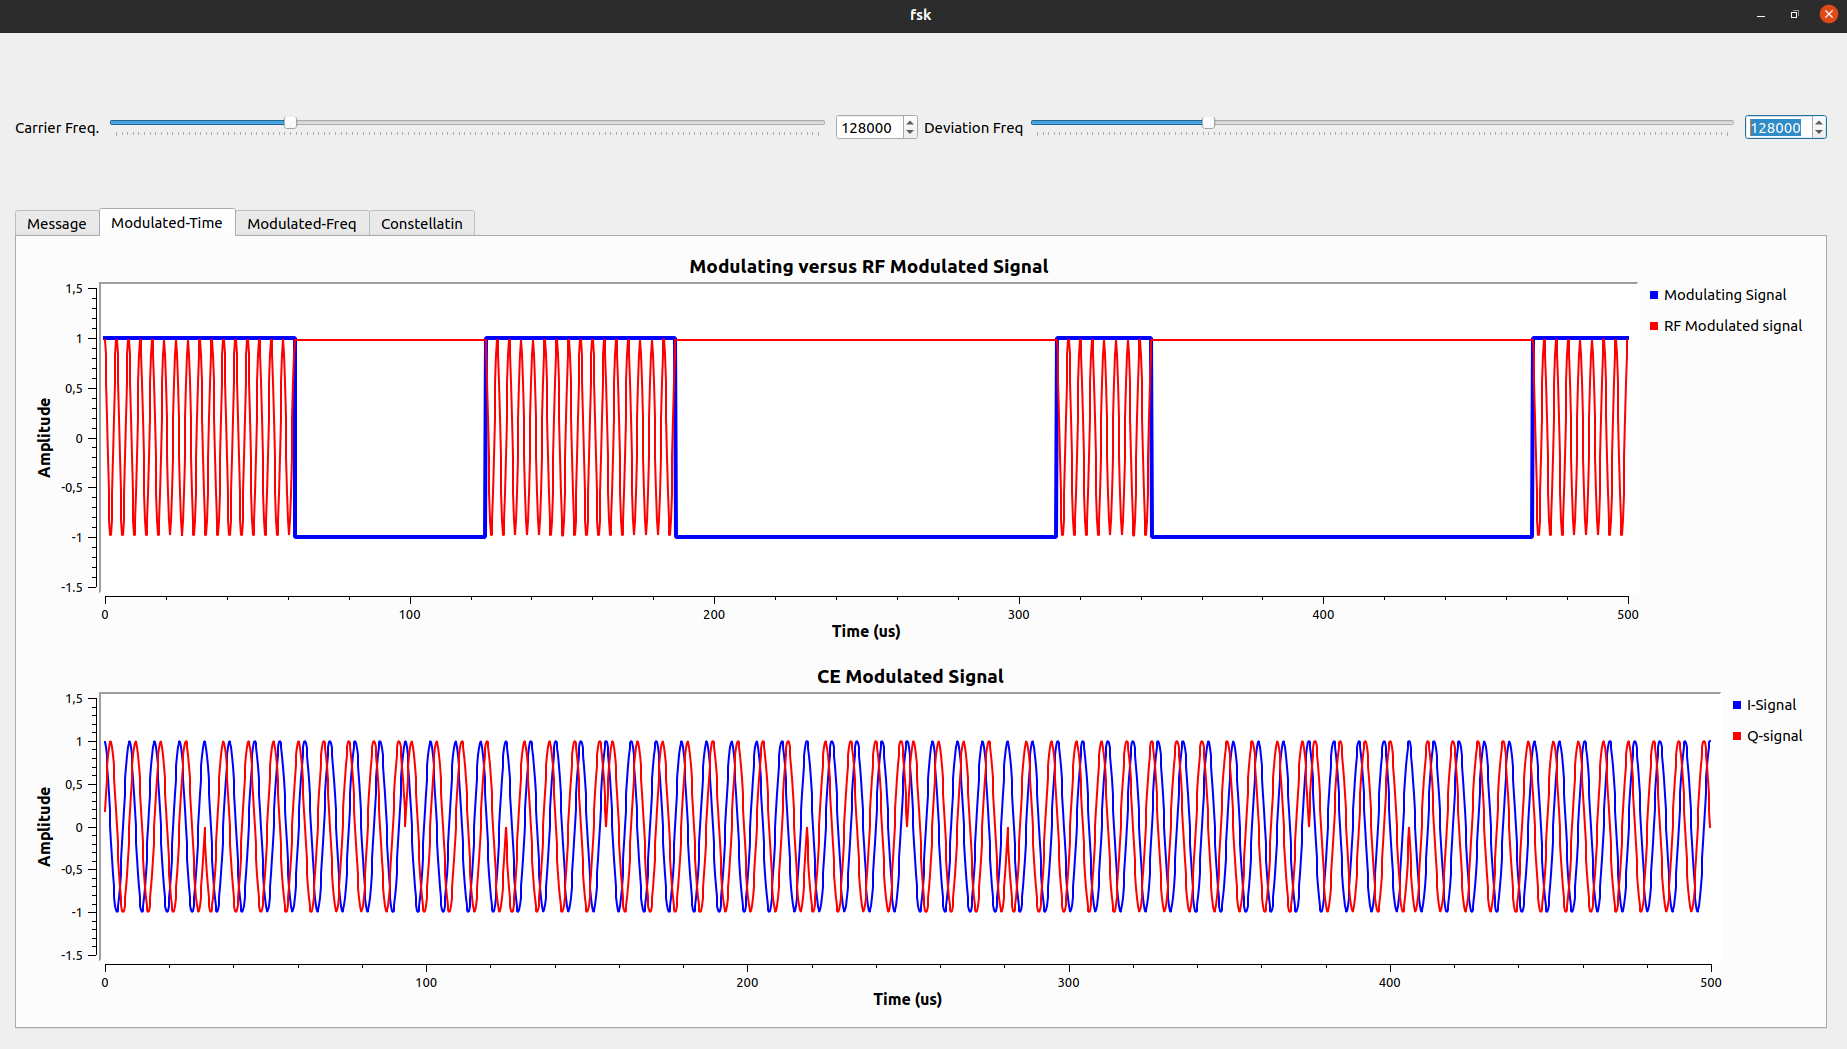 fsk
Carrier Freq. 128000 Deviation Freq 128000
Message Modulated-Time Modulated-Freq Constellatin
Modulating versus RF Modulated Signal
1,5
1
0,5
0
-0,5
-1
-1.5
Amplitude
0 100 200 300 400 500
Time (us)
Modulating Signal
RF Modulated signal
CE Modulated Signal
1,5
1
0,5
0
-0,5
-1
-1.5
Amplitude
0 100 200 300 400 500
Time (us)
I-Signal
Q-signal